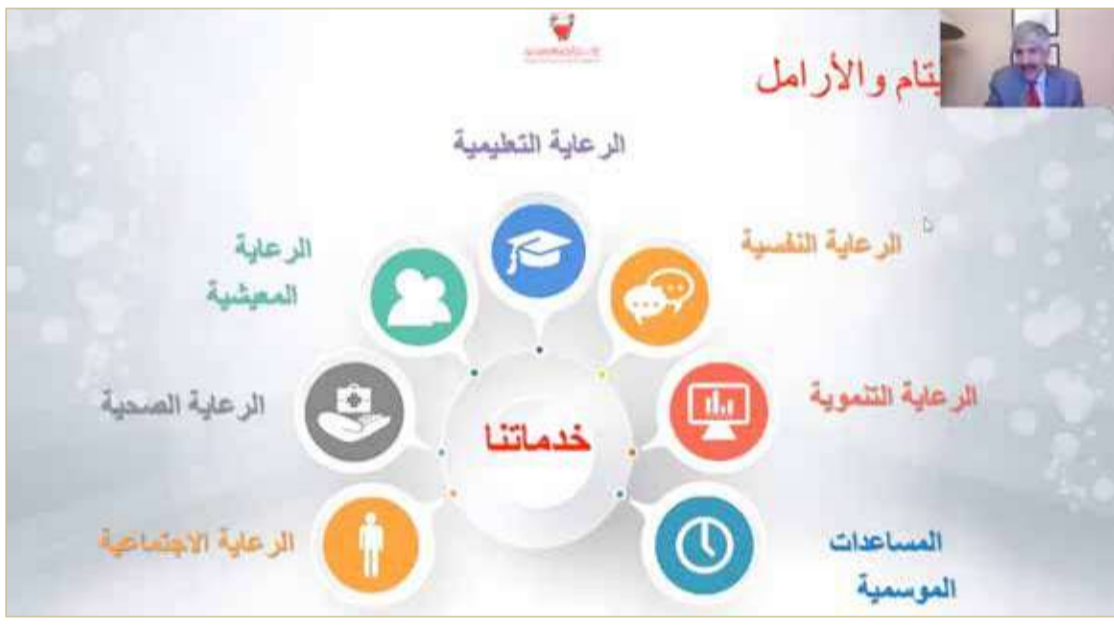 يتام والأرامل
الرعاية التعليمية
الرعاية النفسية
الرعاية
المعيشية
الرعاية التنموية
الرعاية الصحية
خدماتنا
الرعاية الاجتماعية
المساعدات
الموسمية